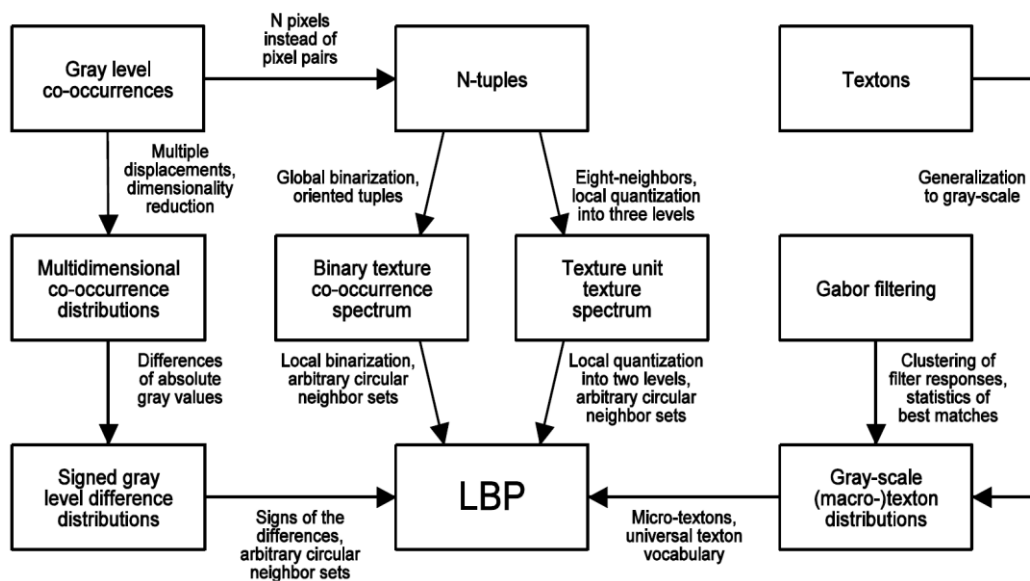 N pixels
instead of
pixel pairs
Gray level
co-occurrences
N-tuples
Textons
Multiple
displacements,
dimensionality
reduction
Global binarization,
oriented tuples
Eight-neighbors,
local quantization
into three levels
Generalization
to gray-scale
Multidimensional
co-occurrence
distributions
Binary texture
co-occurrence
spectrum
Texture unit
texture
spectrum
Gabor filtering
Differences
of absolute
gray values
Local binarization,
arbitrary circular
neighbor sets
Local quantization
into two levels,
arbitrary circular
neighbor sets
Clustering of
filter responses,
statistics of
best matches
Signed gray
level difference
distributions
LBP
Gray-scale
(macro-)texton
distributions
Signs of the
differences,
arbitrary circular
neighbor sets
Micro-textons,
universal texton
vocabulary